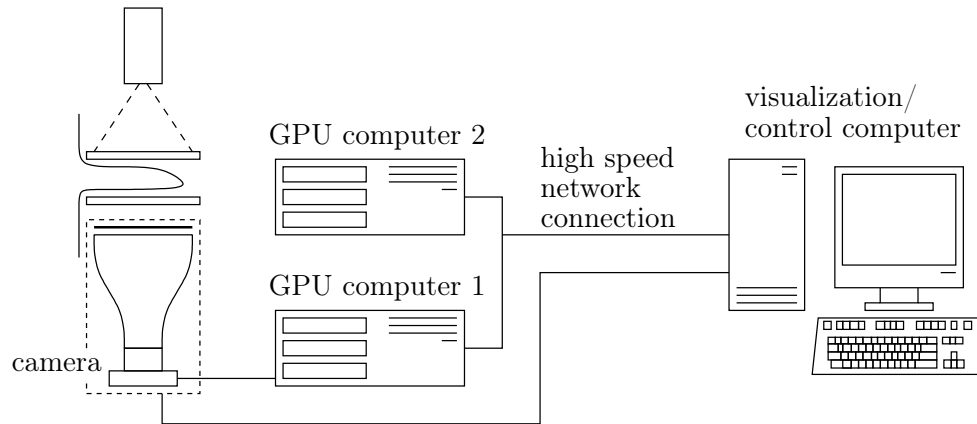 visualization/
control computer
GPU computer 2
high speed
network
connection
GPU computer 1
camera